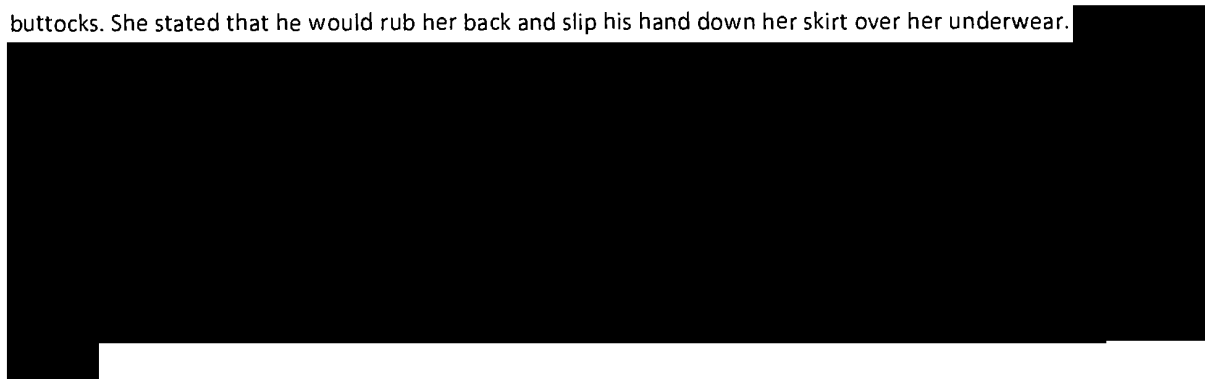 buttocks. She stated that he would rub her back and slip his hand down her skirt over her underwear.